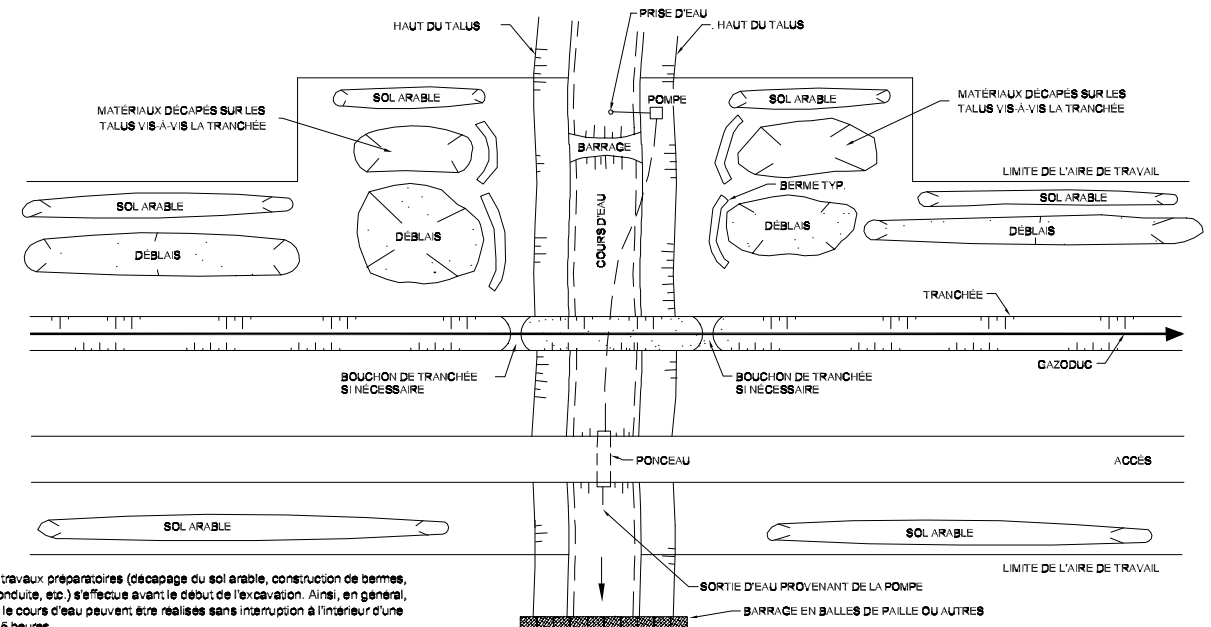 PRISE D'EAU
HAUT DU TALUS
HAUT DU TALUS
MATÉRIAUX DÉCAPÉS SUR LES
TALUS VIS-À-VIS LA TRANCHÉE
SOL ARABLE
POMPE
SOL ARABLE
MATÉRIAUX DÉCAPÉS SUR LES
TALUS VIS-À-VIS LA TRANCHÉE
BARRAGE
LIMITE DE L'AIRE DE TRAVAIL
BERME TYP.
SOL ARABLE
SOL ARABLE
COURS D'EAU
DÉBLAIS
DÉBLAIS
DÉBLAIS
DÉBLAIS
TRANCHÉE
GAZODUC
BOUCHON DE TRANCHÉE
SI NÉCESSAIRE
BOUCHON DE TRANCHÉE
SI NÉCESSAIRE
PONCEAU
ACCÈS
SOL ARABLE
SOL ARABLE
LIMITE DE L'AIRE DE TRAVAIL
travaux préparatoires (décapage du sol arable, construction de bermes,
onduite, etc.) s'effectue avant le début de l'excavation. Ainsi, en général,
le cours d'eau peuvent être réalisés sans interruption à l'intérieur d'une
5 heures
SORTIE D'EAU PROVENANT DE LA POMPE
BARRAGE EN BALLES DE PAILLE OU AUTRES